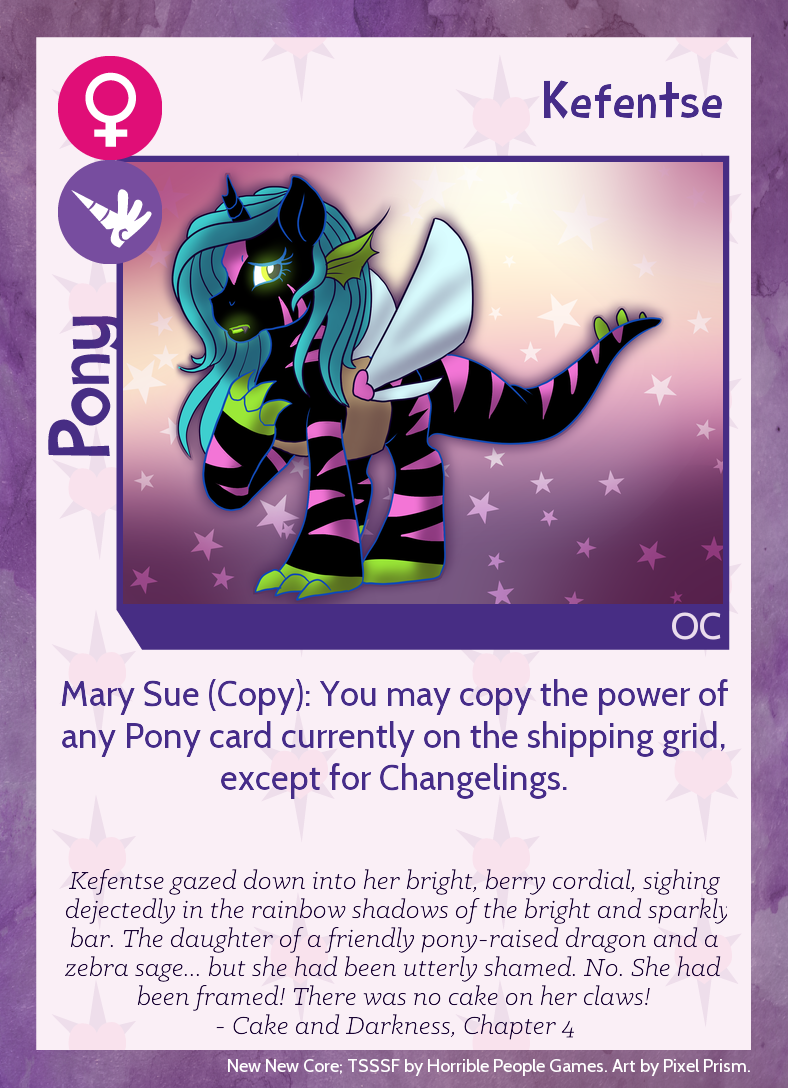 Kefentse
Pony
OC
Mary Sue (Copy): You may copy the power of
any Pony card currently on the shipping grid,
except for Changelings.
Kefentse gazed down into her bright, berry cordial, sighing
dejectedly in the rainbow shadows of the bright and sparkly
bar. The daughter of a friendly pony-raised dragon and a
zebra sage... but she had been utterly shamed. No. She had
been framed! There was no cake on her claws!
- Cake and Darkness, Chapter 4
New New Core; TSSSF by Horrible People Games. Art by Pixel Prism.